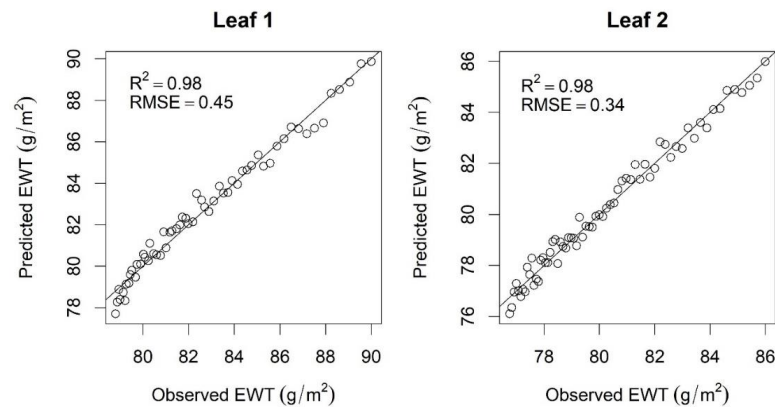 Leaf 1
R² = 0.98
RMSE = 0.45
90
88
86
84
82
80
78
Predicted EWT (g/m²)
80 82 84 86 88 90
Observed EWT (g/m²)
Leaf 2
R² = 0.98
RMSE = 0.34
86
84
82
80
78
76
Predicted EWT (g/m²)
78 80 82 84 86
Observed EWT (g/m²)